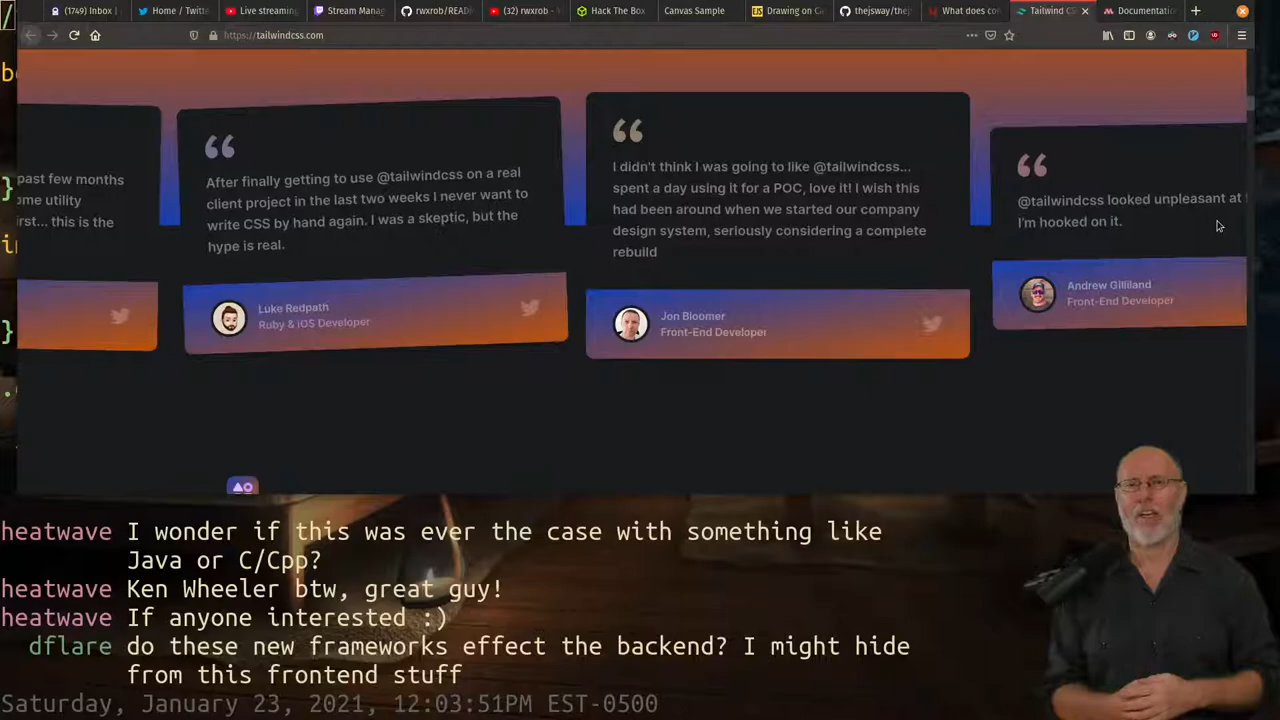 /
(1749) Inbox
Home / Twitte
Live streaming
Stream Mana
rwxrob/READ
(32) rwxrob -
Hack The Box
Canvas Sample
Drawing on Ca
thejsway/thej
What does co
Tailwind CS
Documentatio
https://tailwindcss.com
past few months
me utility
irst... this is the
After finally getting to use @tailwindcss on a real
client project in the last two weeks I never want to
write CSS by hand again. I was a skeptic, but the
hype is real.
Luke Redpath
Ruby & iOS Developer
I didn't think I was going to like @tailwindcss...
spent a day using it for a POC, love it! I wish this
had been around when we started our company
design system, seriously considering a complete
rebuild
Jon Bloomer
Front-End Developer
@tailwindcss looked unpleasant at
I'm hooked on it.
Andrew Gilliland
Front-End Developer
heatwave I wonder if this was ever the case with something like
Java or C/Cpp?
heatwave Ken Wheeler btw, great guy!
heatwave If anyone interested :)
dflare do these new frameworks effect the backend? I might hide
from this frontend stuff
Saturday, January 23, 2021, 12:03:51PM EST-0500